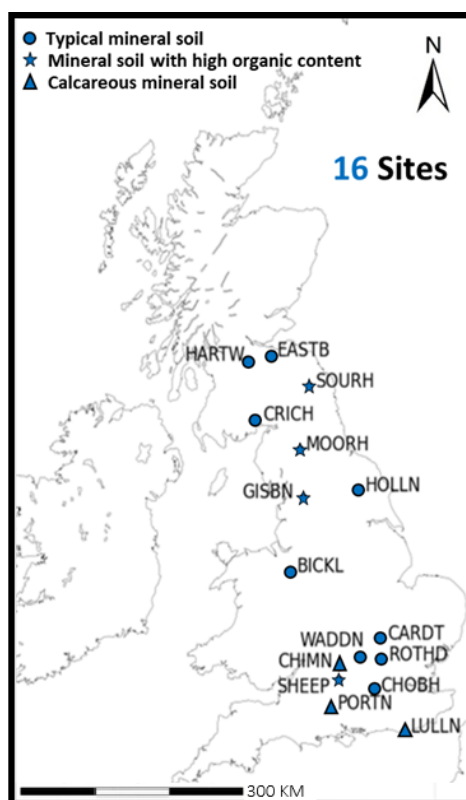 Typical mineral soil
Mineral soil with high organic content
Calcareous mineral soil
N
16 Sites
HARTW
EASTB
SOURH
CRICH
MOORH
GISBN
HOLLN
BICKL
WADDN
CARDT
CHIMN
ROTHD
SHEEP
CHOBH
PORTN
LULLN
300 KM